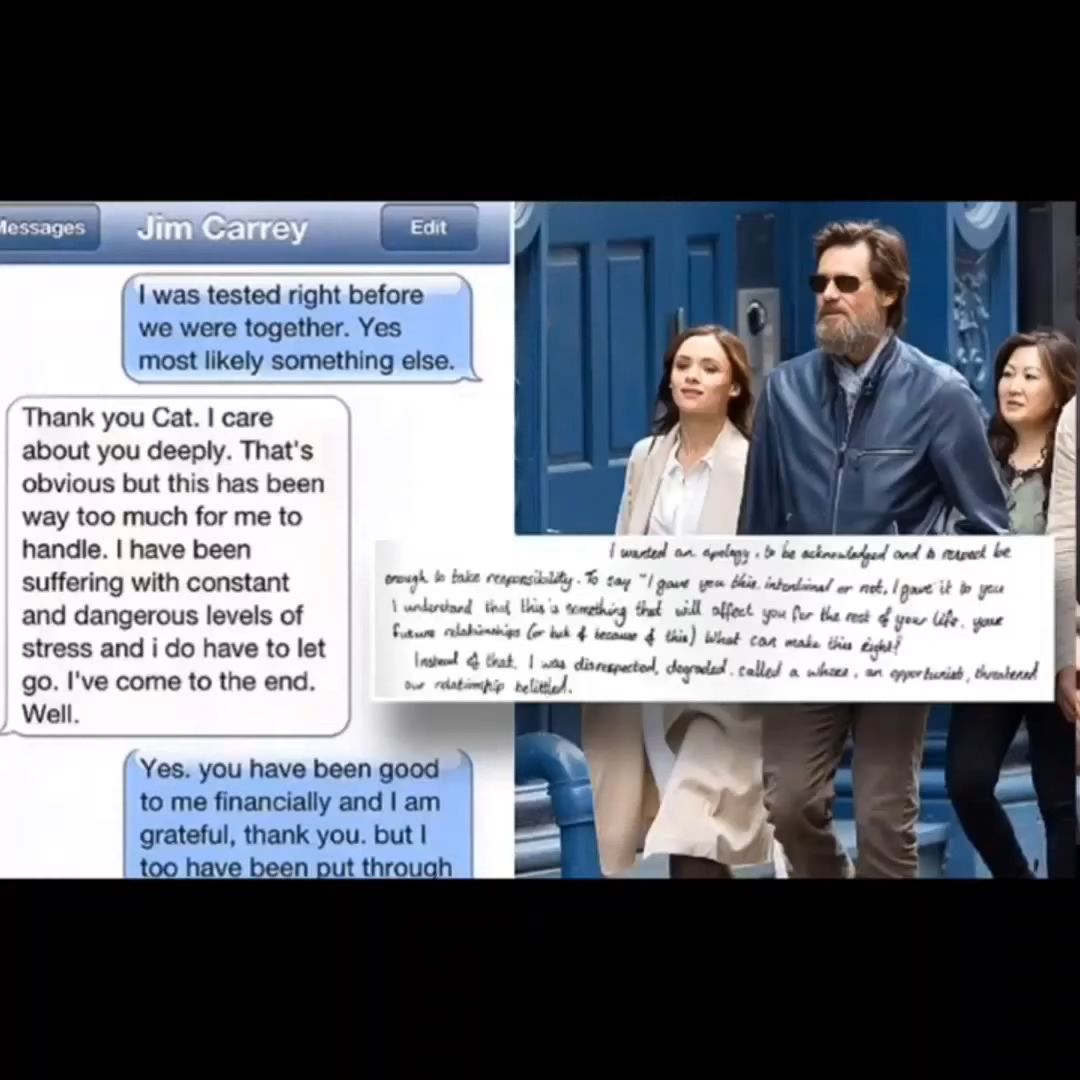 Messages
Jim Carrey
Edit
I was tested right before
we were together. Yes
most likely something else.
Thank you Cat. I care
about you deeply. That's
obvious but this has been
way too much for me to
handle. I have been
suffering with constant
and dangerous levels of
stress and i do have to let
go. I've come to the end.
Well.
Yes. you have been good
to me financially and I am
grateful, thank you. but I
too have been put through
I wanted an apology, to be acknowledged and to respect me
enough to take responsibility. To say "I gave you this, intentional or not, I gave it to you
I understand that this is something that will affect you for the rest of your life, your
future relationships (or lack of because of this) What can make this right?
Instead of that, I was disrespected, degraded, called a whore, an opportunist, threatened
our relationship belittled.